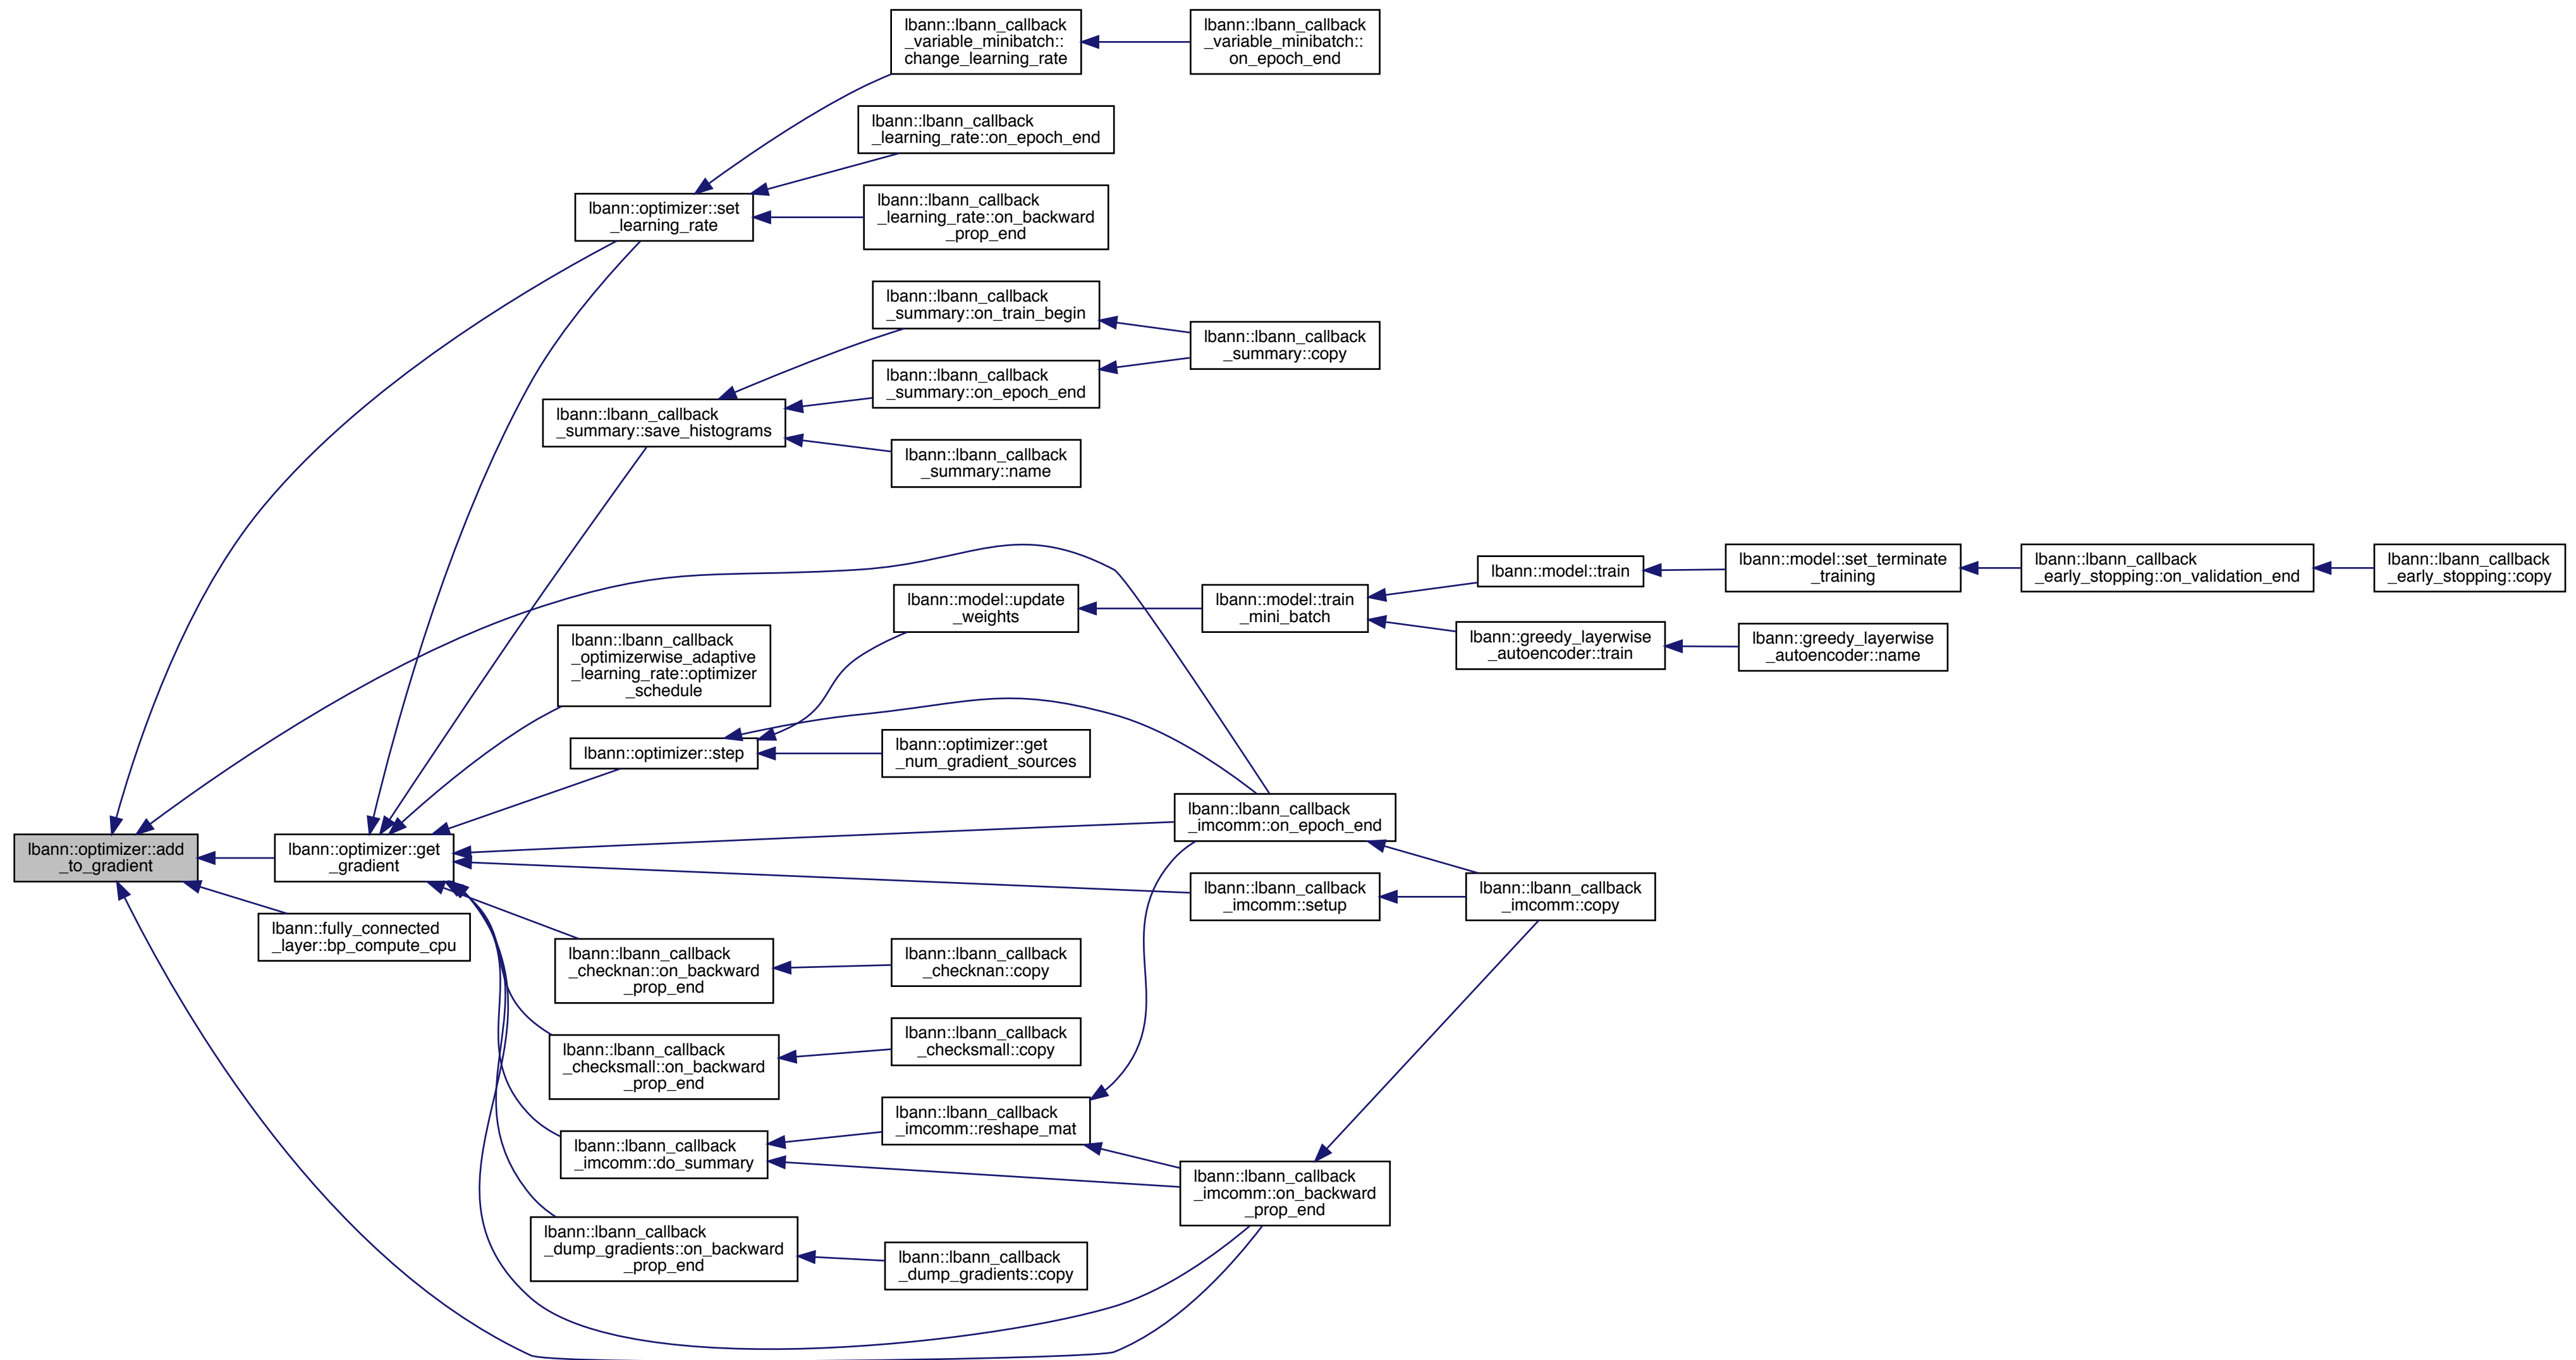 lbann::lbann_callback
_variable_minibatch::
change_learning_rate
lbann::lbann_callback
_variable_minibatch::
on_epoch_end
lbann::lbann_callback
_learning_rate::on_epoch_end
lbann::optimizer::set
_learning_rate
lbann::lbann_callback
_learning_rate::on_backward
_prop_end
lbann::lbann_callback
_summary::on_train_begin
lbann::lbann_callback
_summary::copy
lbann::lbann_callback
_summary::on_epoch_end
lbann::lbann_callback
_summary::save_histograms
lbann::lbann_callback
_summary::name
lbann::model::train
lbann::model::set_terminate
_training
lbann::lbann_callback
_early_stopping::on_validation_end
lbann::lbann_callback
_early_stopping::copy
lbann::model::update
_weights
lbann::model::train
_mini_batch
lbann::greedy_layerwise
_autoencoder::train
lbann::greedy_layerwise
_autoencoder::name
lbann::lbann_callback
_optimizerwise_adaptive
_learning_rate::optimizer
_schedule
lbann::optimizer::step
lbann::optimizer::get
_num_gradient_sources
lbann::lbann_callback
_imcomm::on_epoch_end
lbann::optimizer::add
_to_gradient
lbann::optimizer::get
_gradient
lbann::lbann_callback
_imcomm::setup
lbann::lbann_callback
_imcomm::copy
lbann::fully_connected
_layer::bp_compute_cpu
lbann::lbann_callback
_checknan::on_backward
_prop_end
lbann::lbann_callback
_checknan::copy
lbann::lbann_callback
_checksmall::on_backward
_prop_end
lbann::lbann_callback
_checksmall::copy
lbann::lbann_callback
_imcomm::reshape_mat
lbann::lbann_callback
_imcomm::do_summary
lbann::lbann_callback
_imcomm::on_backward
_prop_end
lbann::lbann_callback
_dump_gradients::on_backward
_prop_end
lbann::lbann_callback
_dump_gradients::copy